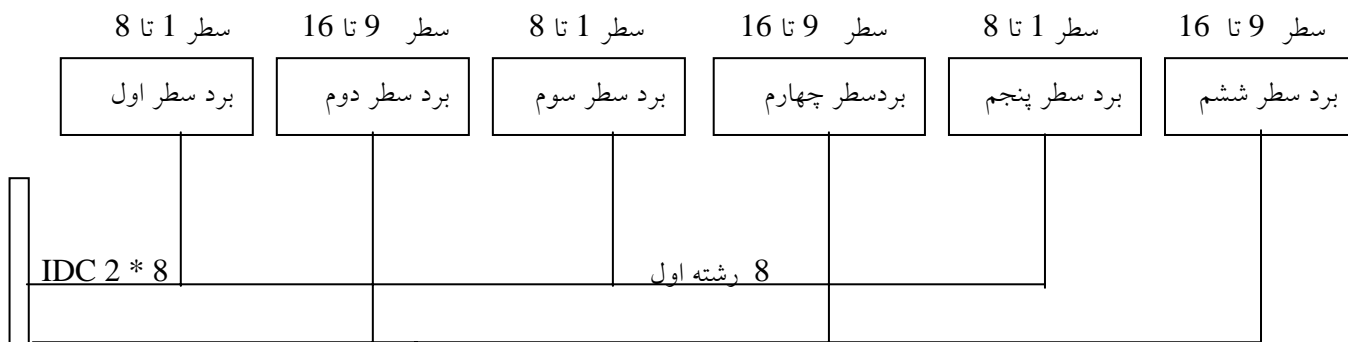 سطر 1 تا 8
سطر 9 تا 16
سطر 1 تا 8
سطر 9 تا 16
سطر 1 تا 8
سطر 9 تا 16
برد سطر اول
برد سطر دوم
برد سطر سوم
بردسطر چهارم
برد سطر پنجم
برد سطر ششم
IDC 2 * 8
8 رشته اول